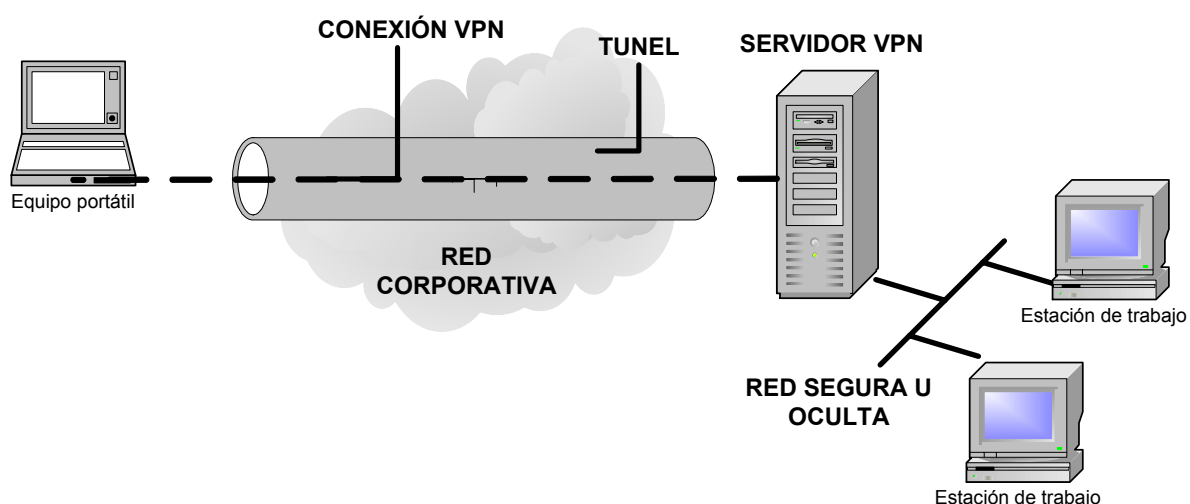 CONEXIÓN VPN
TUNEL
SERVIDOR VPN
Equipo portátil
RED
CORPORATIVA
Estación de trabajo
RED SEGURA U
OCULTA
Estación de trabajo